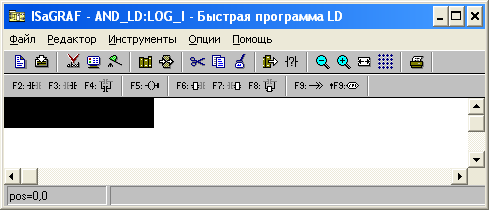 ISaGRAF - AND_LD:LOG_I - Быстрая программа LD
Файл Редактор Инструменты Опции Помощь
F2: F3: F4: F5: F6: F7: F8: F9: ↑F9:
pos=0,0